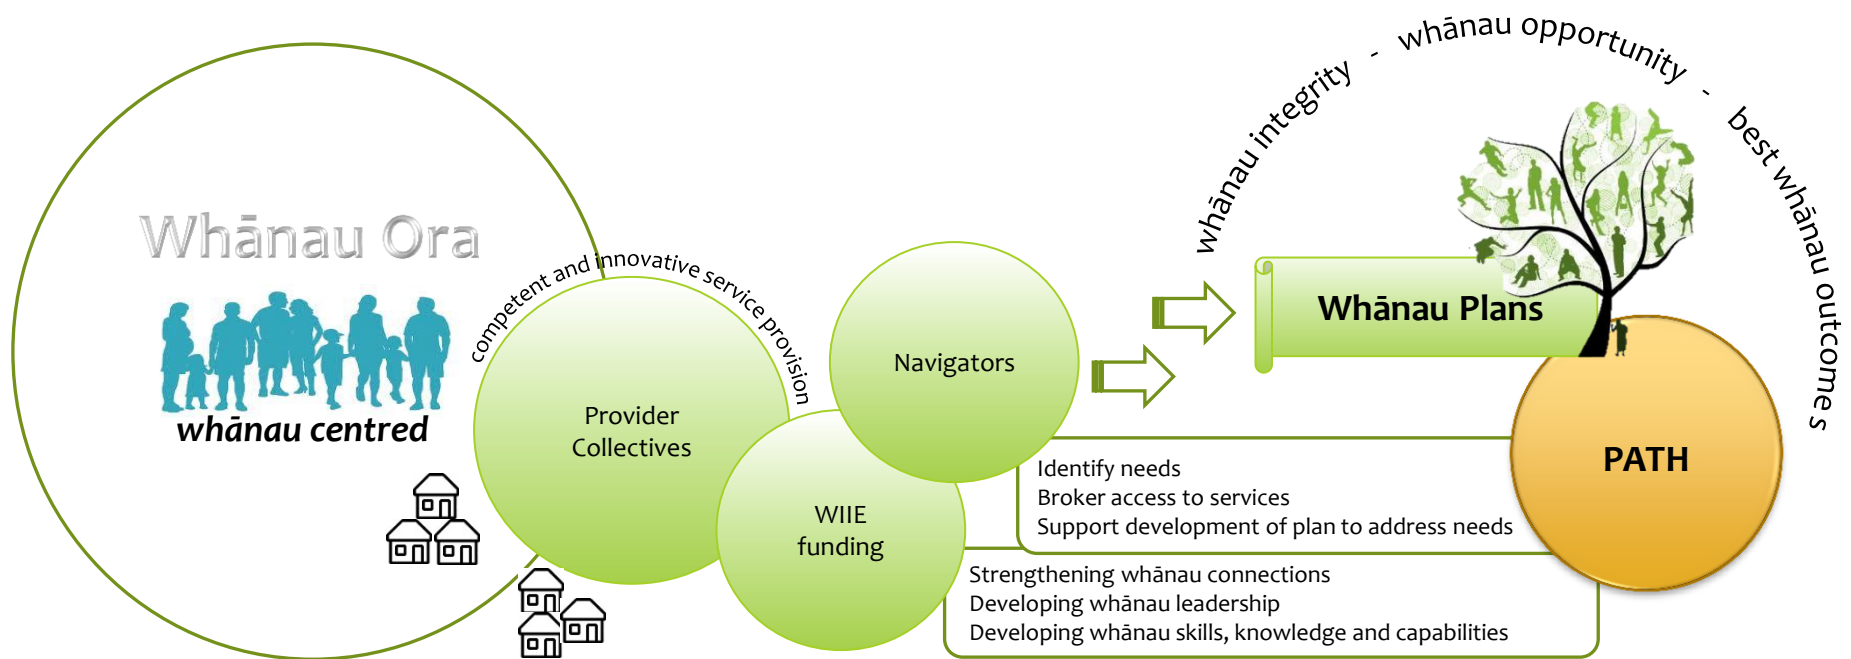 Whānau Ora
whānau centred
competent and innovative service provision
Provider
Collectives
WIIE
funding
Navigators
whānau integrity - whānau opportunity - best whānau outcomes
Whānau Plans
PATH
Identify needs
Broker access to services
Support development of plan to address needs
Strengthening whānau connections
Developing whānau leadership
Developing whānau skills, knowledge and capabilities